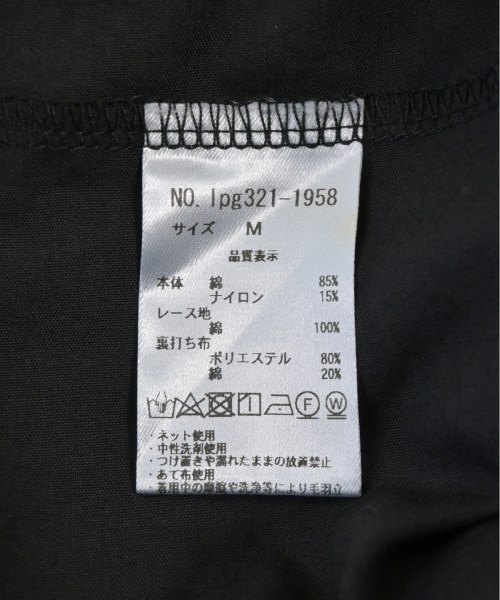 NO. lpg321-1958
サイズ M
品質表示
本体 綿 85%
ナイロン 15%
レース地
綿 100%
裏打ち布
ポリエステル 80%
綿 20%
F W
・ネット使用
・中性洗剤使用
・つけ置きや濡れたままの放置禁止
・あて布使用
・着用中の摩擦や洗浄等により毛羽立